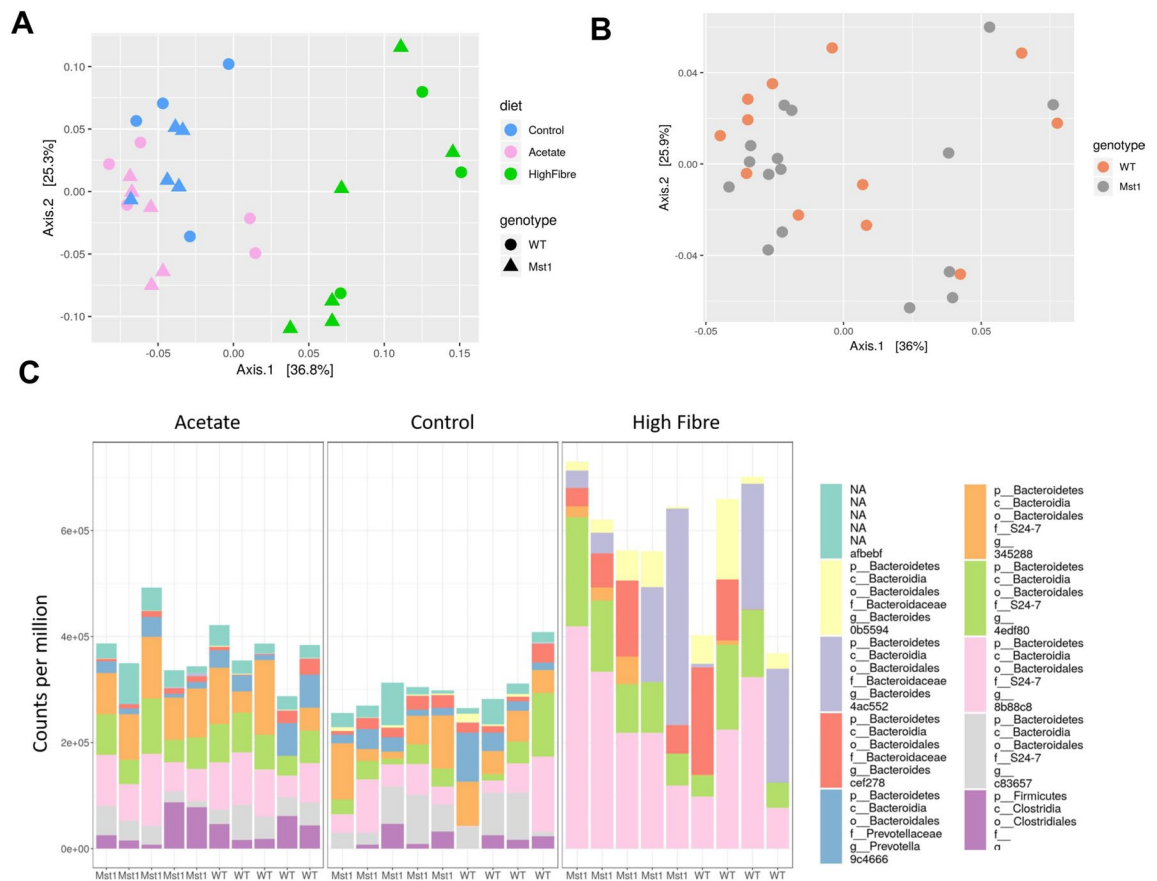 A
0.10
0.05
0.00
-0.05
-0.10
Axis.2 [25.3%]
-0.05
0.00
0.05
0.10
0.15
Axis.1 [36.8%]
diet
Control
Acetate
HighFibre
genotype
WT
Mst1
B
0.04
0.00
-0.04
Axis.2 [25.9%]
-0.05
0.00
0.05
Axis.1 [36%]
genotype
WT
Mst1
C
Acetate
Control
High Fibre
Counts per million
6e+05
4e+05
2e+05
0e+00
Mst1 Mst1 Mst1 Mst1 Mst1 WT WT WT WT
Mst1 Mst1 Mst1 Mst1 Mst1 WT WT WT WT
Mst1 Mst1 Mst1 Mst1 Mst1 WT WT WT WT
NA
NA
NA
NA
NA
afbebf
p__Bacteroidetes
c__Bacteroidia
o__Bacteroidales
f__Bacteroidaceae
g__Bacteroides
0b5594
p__Bacteroidetes
c__Bacteroidia
o__Bacteroidales
f__Bacteroidaceae
g__Bacteroides
4ac552
p__Bacteroidetes
c__Bacteroidia
o__Bacteroidales
f__Bacteroidaceae
g__Bacteroides
cef278
p__Bacteroidetes
c__Bacteroidia
o__Bacteroidales
f__Prevotellaceae
g__Prevotella
9c4666
p__Bacteroidetes
c__Bacteroidia
o__Bacteroidales
f__S24-7
g__
345288
p__Bacteroidetes
c__Bacteroidia
o__Bacteroidales
f__S24-7
g__
4edf80
p__Bacteroidetes
c__Bacteroidia
o__Bacteroidales
f__S24-7
g__
8b88c8
p__Bacteroidetes
c__Bacteroidia
o__Bacteroidales
f__S24-7
g__
c83657
p__Firmicutes
c__Clostridia
o__Clostridiales
f__